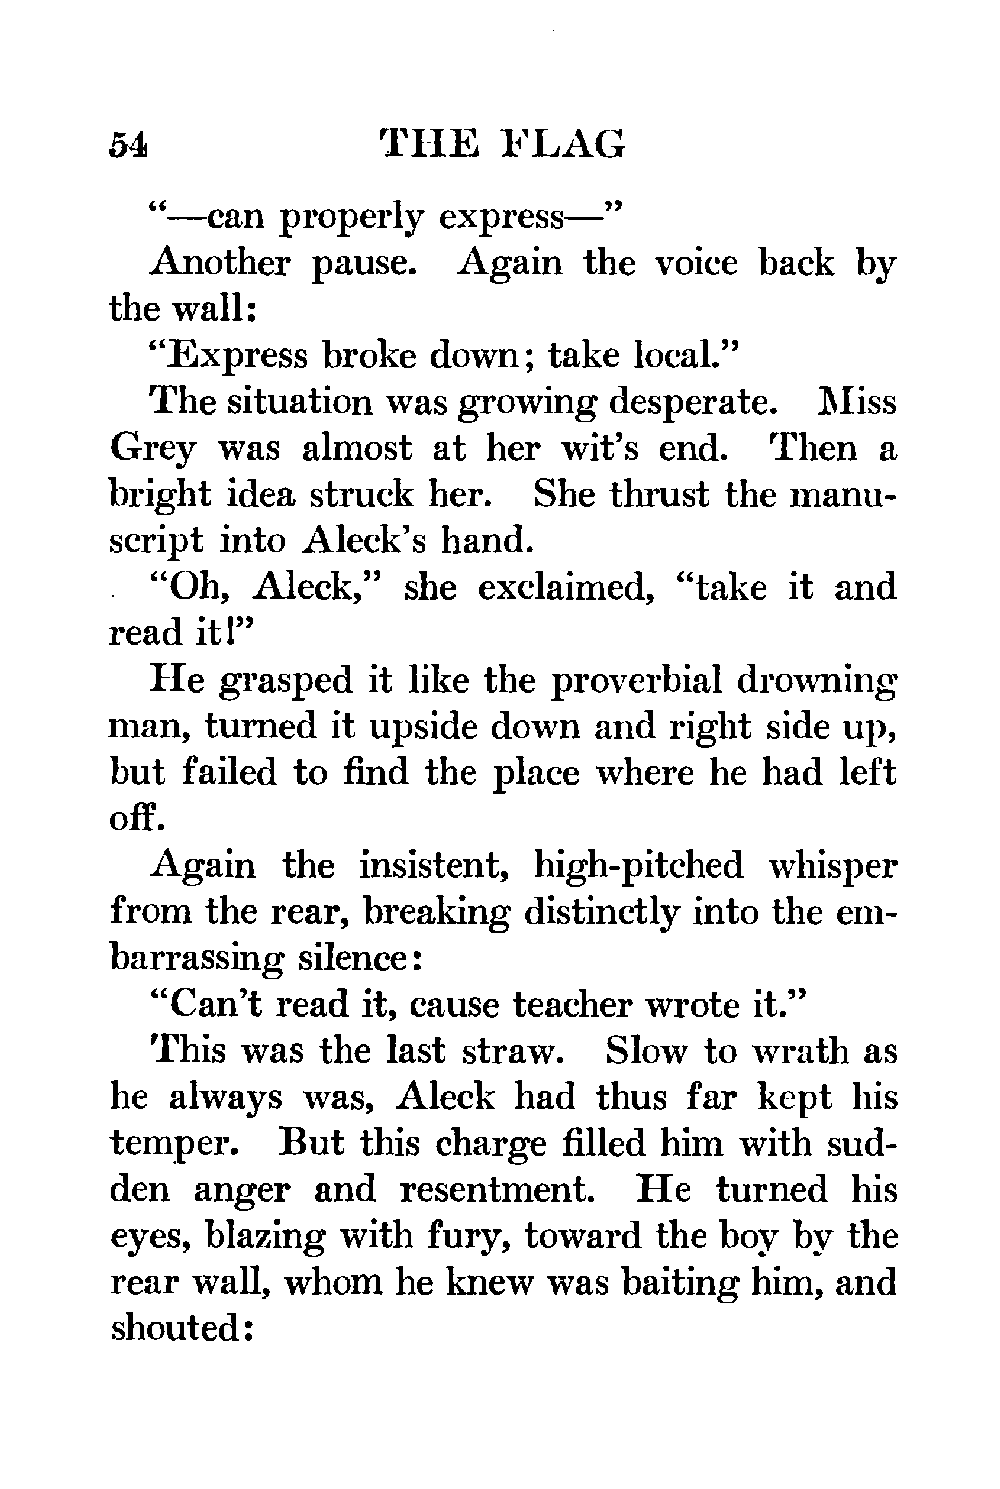 54 THE FLAG
“—can properly express—”
Another pause. Again the voice back by
the wall:
“Express broke down; take local.”
The situation was growing desperate. Miss
Grey was almost at her wit’s end. Then a
bright idea struck her. She thrust the manu-
script into Aleck’s hand.
“Oh, Aleck,” she exclaimed, “take it and
read it!”
He grasped it like the proverbial drowning
man, turned it upside down and right side up,
but failed to find the place where he had left
off.
Again the insistent, high-pitched whisper
from the rear, breaking distinctly into the em-
barrassing silence:
“Can’t read it, cause teacher wrote it.”
This was the last straw. Slow to wrath as
he always was, Aleck had thus far kept his
temper. But this charge filled him with sud-
den anger and resentment. He turned his
eyes, blazing with fury, toward the boy by the
rear wall, whom he knew was baiting him, and
shouted: